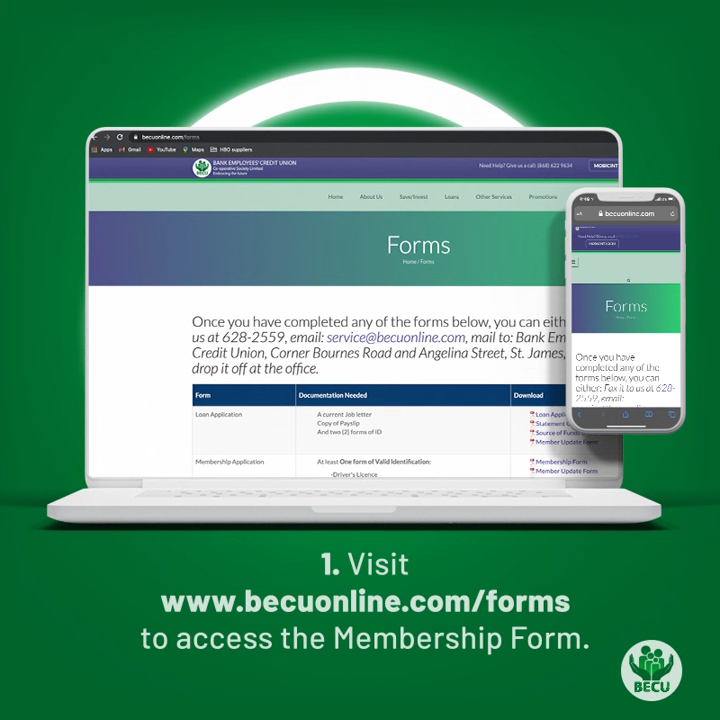 becuonline.com/forms
Apps Gmail YouTube Maps HBO suppliers
BECU
BANK EMPLOYEES' CREDIT UNION
Co-operative Society Limited
Embracing the future
Need Help? Give us a call (868) 622 9634
Home About Us Save/Invest Loans Other Services Promotions
Forms
Home / Forms
Once you have completed any of the forms below, you can
us at 628-2559, email: service@becuonline.com, mail to: Bank
Credit Union, Corner Bournes Road and Angelina Street, St. James,
drop it off at the office.
Form Documentation Needed Download
Loan Application A current Job letter Loan
Copy of Payslip Statement
And two (2) forms of ID Source of Funds
Member Update Form
Membership Application At least One form of Valid Identification: Membership Form
-Driver's Licence Member Update Form
becuonline.com
Forms
Once you have
completed any of the
forms below, you can
either: Fax it to us at 628-
2559, email:
1. Visit
www.becuonline.com/forms
to access the Membership Form.
BECU